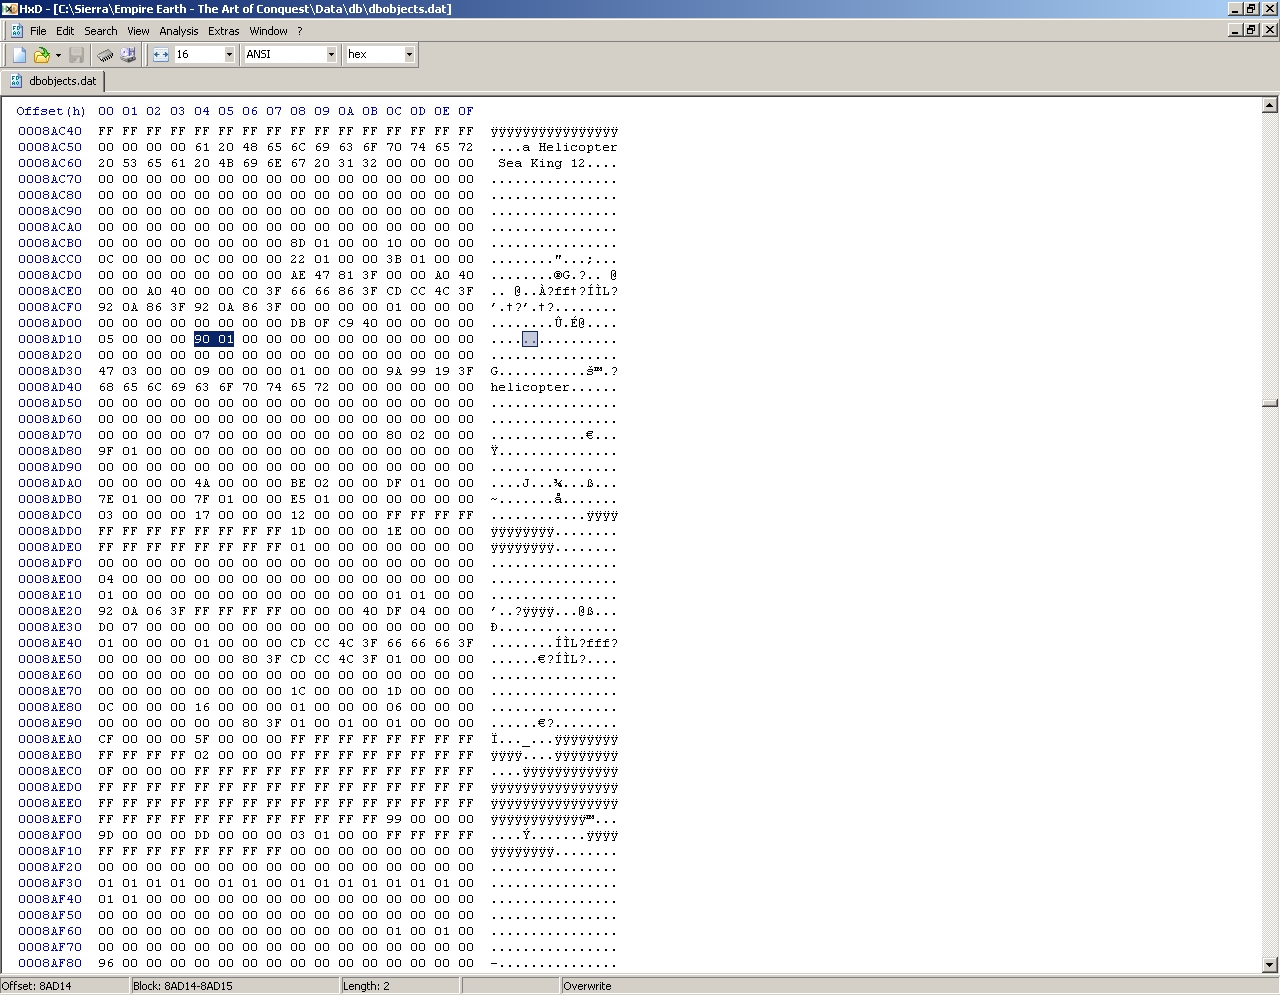 HxD - [C:\Sierra\Empire Earth - The Art of Conquest\Data\db\dbobjects.dat]
File Edit Search View Analysis Extras Window ?
16 ANSI hex
dbobjects.dat
Offset(h) 00 01 02 03 04 05 06 07 08 09 0A 0B 0C 0D 0E 0F
0008AC40 FF FF FF FF FF FF FF FF FF FF FF FF FF FF FF FF ÿÿÿÿÿÿÿÿÿÿÿÿÿÿÿÿ
0008AC50 00 00 00 00 61 20 48 65 6C 69 63 6F 70 74 65 72 ....a Helicopter
0008AC60 20 53 65 61 20 4B 69 6E 67 20 31 32 00 00 00 00 Sea King 12....
0008AC70 00 00 00 00 00 00 00 00 00 00 00 00 00 00 00 00 ................
0008AC80 00 00 00 00 00 00 00 00 00 00 00 00 00 00 00 00 ................
0008AC90 00 00 00 00 00 00 00 00 00 00 00 00 00 00 00 00 ................
0008ACA0 00 00 00 00 00 00 00 00 00 00 00 00 00 00 00 00 ................
0008ACB0 00 00 00 00 00 00 00 00 8D 01 00 00 10 00 00 00 ................
0008ACC0 0C 00 00 00 0C 00 00 00 22 01 00 00 3B 01 00 00 ........"...;...
0008ACD0 00 00 00 00 00 00 00 00 AE 47 81 3F 00 00 A0 40 ........®G.?.. @
0008ACE0 00 00 A0 40 00 00 C0 3F 66 66 86 3F CD CC 4C 3F .. @..À?ff†?ÍÌL?
0008ACF0 92 0A 86 3F 92 0A 86 3F 00 00 00 00 01 00 00 00 ’.†?’.†?........
0008AD00 00 00 00 00 00 00 00 00 DB 0F C9 40 00 00 00 00 ........Û.É@....
0008AD10 05 00 00 00 90 01 00 00 00 00 00 00 00 00 00 00 ................
0008AD20 00 00 00 00 00 00 00 00 00 00 00 00 00 00 00 00 ................
0008AD30 47 03 00 00 09 00 00 00 01 00 00 00 9A 99 19 3F G...........š™.?
0008AD40 68 65 6C 69 63 6F 70 74 65 72 00 00 00 00 00 00 helicopter......
0008AD50 00 00 00 00 00 00 00 00 00 00 00 00 00 00 00 00 ................
0008AD60 00 00 00 00 00 00 00 00 00 00 00 00 00 00 00 00 ................
0008AD70 00 00 00 00 07 00 00 00 00 00 00 00 80 02 00 00 ............€...
0008AD80 9F 01 00 00 00 00 00 00 00 00 00 00 00 00 00 00 Ÿ...............
0008AD90 00 00 00 00 00 00 00 00 00 00 00 00 00 00 00 00 ................
0008ADA0 00 00 00 00 4A 00 00 00 BE 02 00 00 DF 01 00 00 ....J...¾...ß...
0008ADB0 7E 01 00 00 7F 01 00 00 E5 01 00 00 00 00 00 00 ~.......å.......
0008ADC0 03 00 00 00 17 00 00 00 12 00 00 00 FF FF FF FF ............ÿÿÿÿ
0008ADD0 FF FF FF FF FF FF FF FF 1D 00 00 00 1E 00 00 00 ÿÿÿÿÿÿÿÿ........
0008ADE0 FF FF FF FF FF FF FF FF 01 00 00 00 00 00 00 00 ÿÿÿÿÿÿÿÿ........
0008ADF0 00 00 00 00 00 00 00 00 00 00 00 00 00 00 00 00 ................
0008AE00 04 00 00 00 00 00 00 00 00 00 00 00 00 00 00 00 ................
0008AE10 01 00 00 00 00 00 00 00 00 00 00 00 01 01 00 00 ................
0008AE20 92 0A 06 3F FF FF FF FF 00 00 00 40 DF 04 00 00 ’..?ÿÿÿÿ...@ß...
0008AE30 D0 07 00 00 00 00 00 00 00 00 00 00 00 00 00 00 Ð...............
0008AE40 01 00 00 00 01 00 00 00 CD CC 4C 3F 66 66 66 3F ........ÍÌL?fff?
0008AE50 00 00 00 00 00 00 80 3F CD CC 4C 3F 01 00 00 00 ......€?ÍÌL?....
0008AE60 00 00 00 00 00 00 00 00 00 00 00 00 00 00 00 00 ................
0008AE70 00 00 00 00 00 00 00 00 1C 00 00 00 1D 00 00 00 ................
0008AE80 0C 00 00 00 16 00 00 00 01 00 00 00 06 00 00 00 ................
0008AE90 00 00 00 00 00 00 80 3F 01 00 01 00 01 00 00 00 ......€?........
0008AEA0 CF 00 00 00 5F 00 00 00 FF FF FF FF FF FF FF FF Ï..._...ÿÿÿÿÿÿÿÿ
0008AEB0 FF FF FF FF 02 00 00 00 FF FF FF FF FF FF FF FF ÿÿÿÿ....ÿÿÿÿÿÿÿÿ
0008AEC0 0F 00 00 00 FF FF FF FF FF FF FF FF FF FF FF FF ....ÿÿÿÿÿÿÿÿÿÿÿÿ
0008AED0 FF FF FF FF FF FF FF FF FF FF FF FF FF FF FF FF ÿÿÿÿÿÿÿÿÿÿÿÿÿÿÿÿ
0008AEE0 FF FF FF FF FF FF FF FF FF FF FF FF FF FF FF FF ÿÿÿÿÿÿÿÿÿÿÿÿÿÿÿÿ
0008AEF0 FF FF FF FF FF FF FF FF FF FF FF FF 99 00 00 00 ÿÿÿÿÿÿÿÿÿÿÿÿ™...
0008AF00 9D 00 00 00 DD 00 00 00 03 01 00 00 FF FF FF FF ....Ý.......ÿÿÿÿ
0008AF10 FF FF FF FF FF FF FF FF 00 00 00 00 00 00 00 00 ÿÿÿÿÿÿÿÿ........
0008AF20 00 00 00 00 00 00 00 00 00 00 00 00 00 00 00 00 ................
0008AF30 01 01 01 01 00 01 01 00 01 01 01 01 01 01 01 00 ................
0008AF40 01 01 00 00 00 00 00 00 00 00 00 00 00 00 00 00 ................
0008AF50 00 00 00 00 00 00 00 00 00 00 00 00 00 00 00 00 ................
0008AF60 00 00 00 00 00 00 00 00 00 00 00 00 01 00 01 00 ................
0008AF70 00 00 00 00 00 00 00 00 00 00 00 00 00 00 00 00 ................
0008AF80 96 00 00 00 00 00 00 00 00 00 00 00 00 00 00 00 –...............
Offset: 8AD14 Block: 8AD14-8AD15 Length: 2 Overwrite